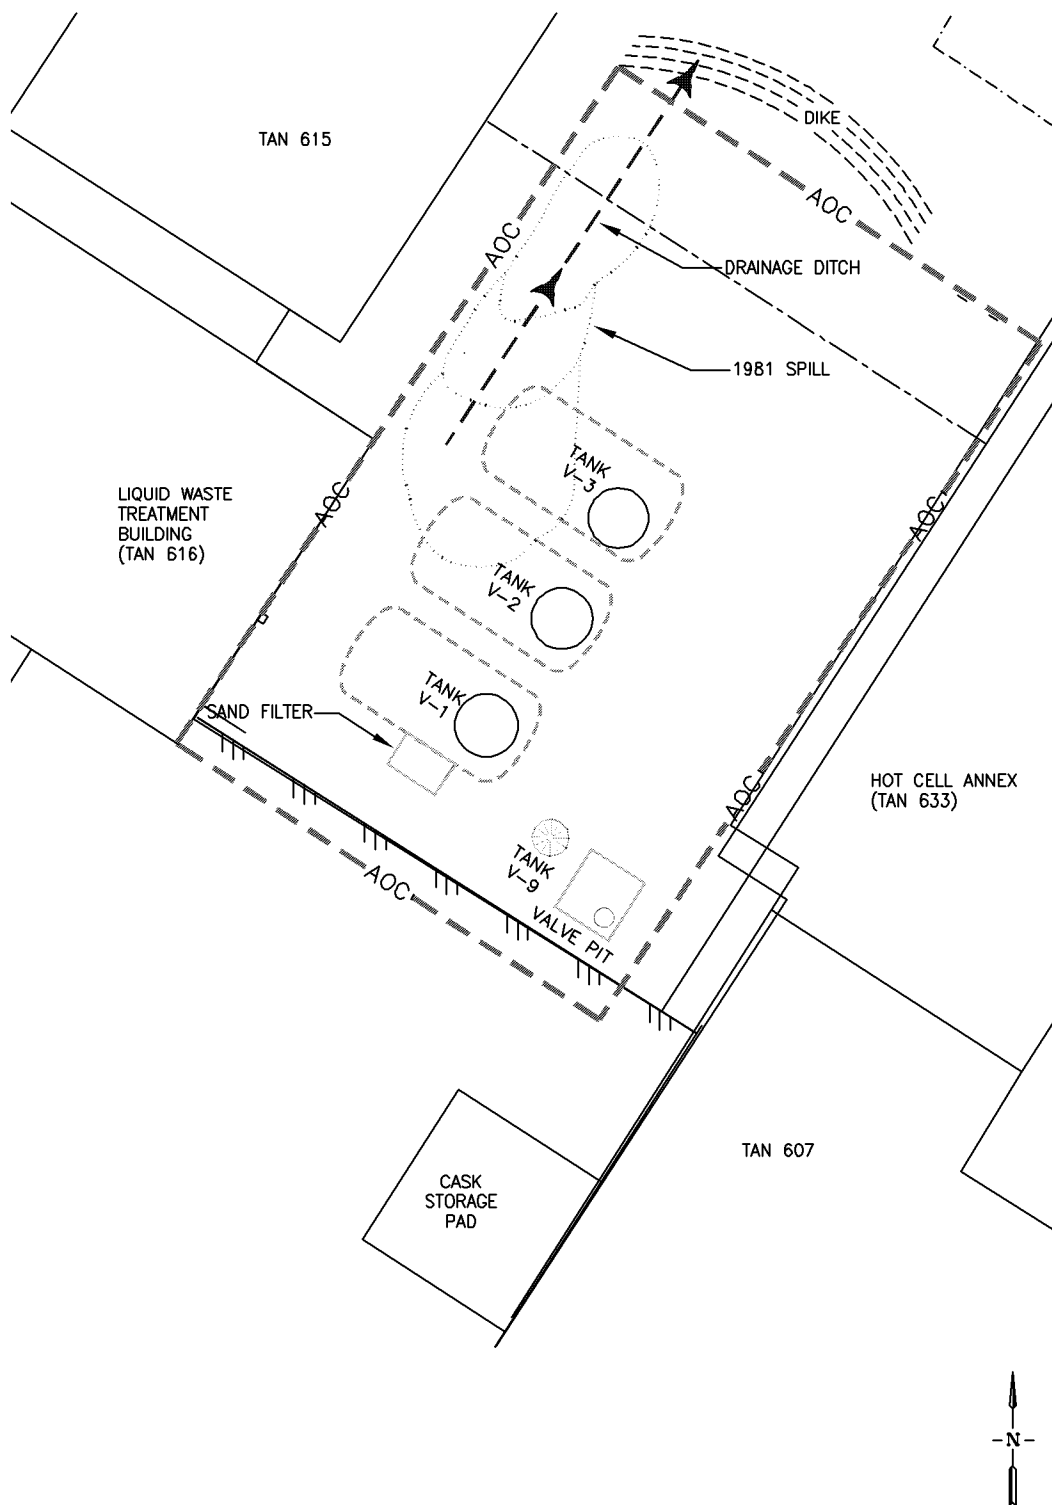 DIKE
TAN 615
AOC
AOC
DRAINAGE DITCH
1981 SPILL
TANK
V-3
LIQUID WASTE
TREATMENT
BUILDING
(TAN 616)
AOC
AOC
TANK
V-2
TANK
V-1
SAND FILTER
HOT CELL ANNEX
(TAN 633)
AOC
TANK
V-9
AOC
VALVE PIT
TAN 607
CASK
STORAGE
PAD
-N-